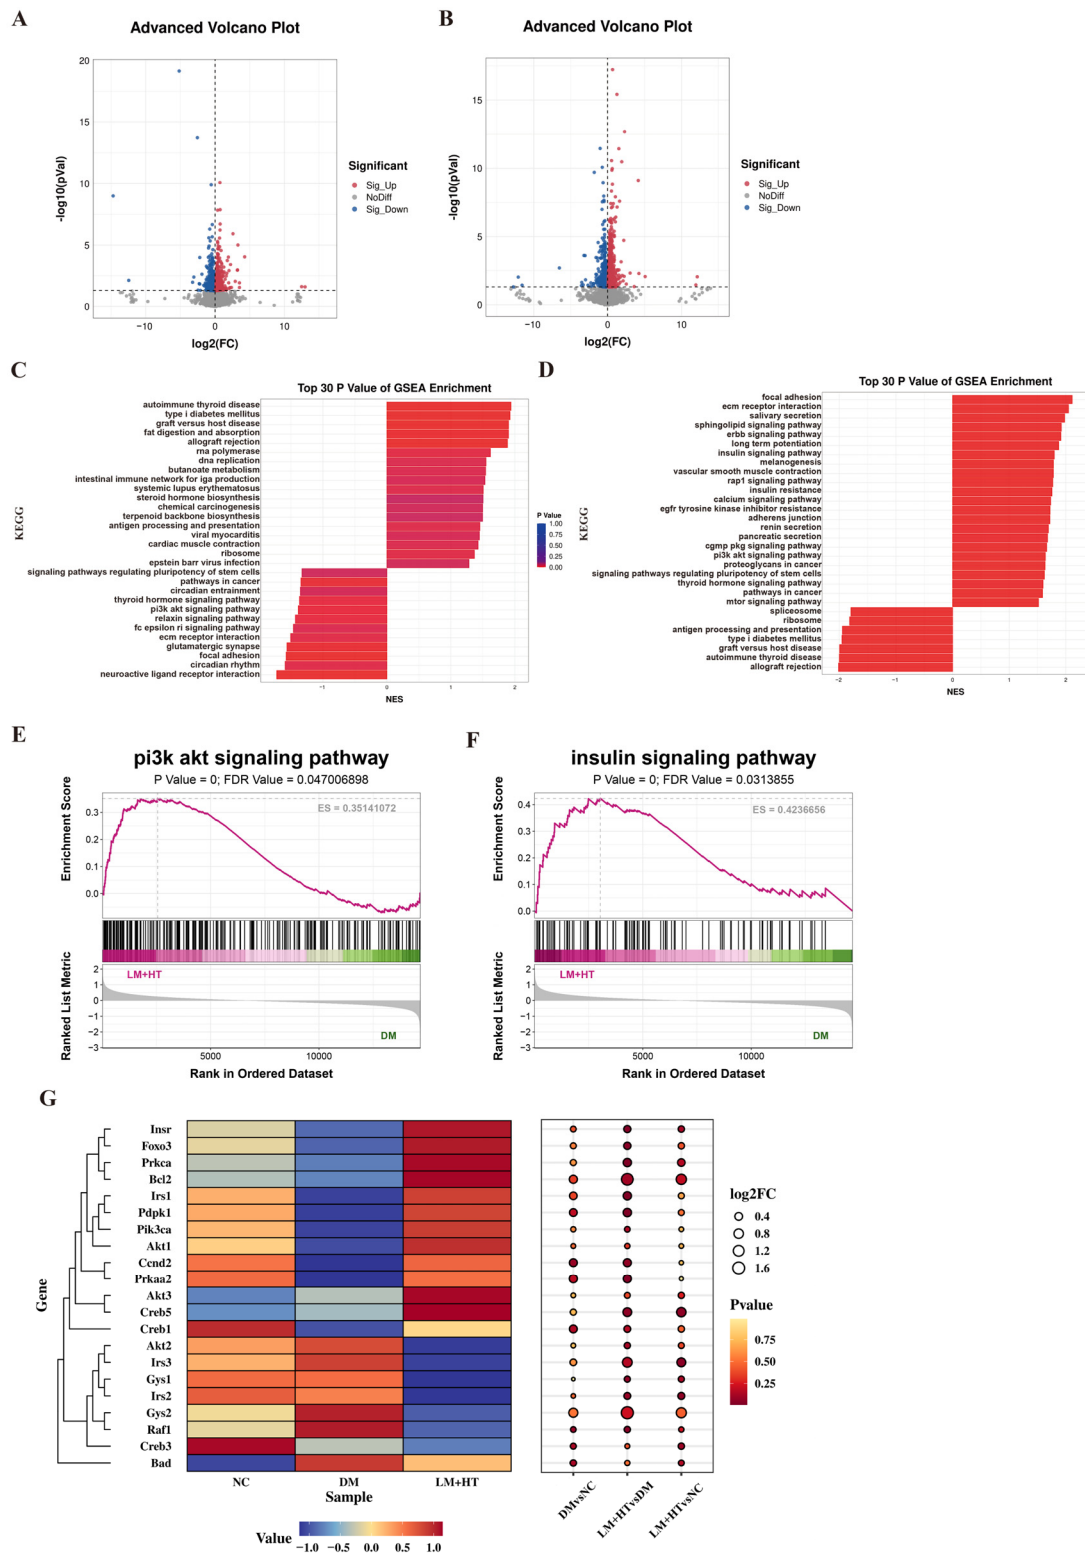 A
Advanced Volcano Plot
20
15
10
5
0
-log10(pVal)
−10
0
10
log2(FC)
Significant
Sig_Up
NoDiff
Sig_Down
B
Advanced Volcano Plot
15
10
5
0
-log10(pVal)
−10
0
10
log2(FC)
Significant
Sig_Up
NoDiff
Sig_Down
C
Top 30 P Value of GSEA Enrichment
autoimmune thyroid disease
type i diabetes mellitus
graft versus host disease
fat digestion and absorption
allograft rejection
rna polymerase
dna replication
butanoate metabolism
intestinal immune network for iga production
systemic lupus erythematosus
steroid hormone biosynthesis
chemical carcinogenesis
terpenoid backbone biosynthesis
antigen processing and presentation
viral myocarditis
cardiac muscle contraction
ribosome
epstein barr virus infection
signaling pathways regulating pluripotency of stem cells
pathways in cancer
circadian entrainment
thyroid hormone signaling pathway
pi3k akt signaling pathway
relaxin signaling pathway
fc epsilon ri signaling pathway
ecm receptor interaction
glutamatergic synapse
focal adhesion
circadian rhythm
neuroactive ligand receptor interaction
KEGG
−1
0
1
2
NES
P Value
1.00
0.75
0.50
0.25
0.00
D
Top 30 P Value of GSEA Enrichment
focal adhesion
ecm receptor interaction
salivary secretion
sphingolipid signaling pathway
erbb signaling pathway
long term potentiation
insulin signaling pathway
melanogenesis
vascular smooth muscle contraction
rap1 signaling pathway
insulin resistance
calcium signaling pathway
egfr tyrosine kinase inhibitor resistance
adherens junction
renin secretion
pancreatic secretion
cgmp pkg signaling pathway
pi3k akt signaling pathway
proteoglycans in cancer
signaling pathways regulating pluripotency of stem cells
thyroid hormone signaling pathway
pathways in cancer
mtor signaling pathway
spliceosome
ribosome
antigen processing and presentation
type i diabetes mellitus
graft versus host disease
autoimmune thyroid disease
allograft rejection
KEGG
−2
−1
0
1
2
NES
E
pi3k akt signaling pathway
P Value = 0; FDR Value = 0.047006898
ES = 0.35141072
Enrichment Score
0.3
0.2
0.1
0.0
Ranked List Metric
2
1
0
−1
−2
−3
LM+HT
DM
5000
10000
Rank in Ordered Dataset
F
insulin signaling pathway
P Value = 0; FDR Value = 0.0313855
ES = 0.4236656
Enrichment Score
0.4
0.3
0.2
0.1
0.0
Ranked List Metric
2
1
0
−1
−2
−3
LM+HT
DM
5000
10000
Rank in Ordered Dataset
G
Gene
Insr
Foxo3
Prkca
Bcl2
Irs1
Pdpk1
Pik3ca
Akt1
Ccnd2
Prkaa2
Akt3
Creb5
Creb1
Akt2
Irs3
Gys1
Irs2
Gys2
Raf1
Creb3
Bad
NC
DM
LM+HT
Sample
Value
−1.0
−0.5
0.0
0.5
1.0
DMvsNC
LM+HTvsDM
LM+HTvsNC
log2FC
0.4
0.8
1.2
1.6
Pvalue
0.75
0.50
0.25